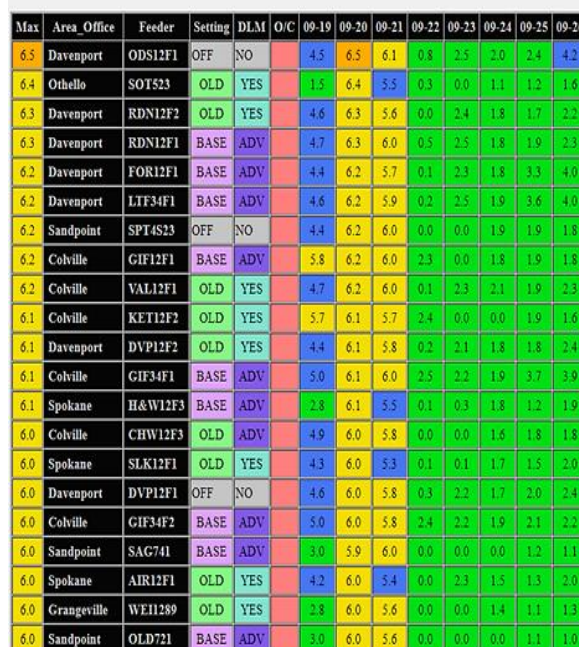 Max Area_Office Feeder Setting DLM O/C 09-19 09-20 09-21 09-22 09-23 09-24 09-25 09-2
6.5 Davenport ODS12F1 OFF NO 4.5 6.5 6.1 0.8 2.5 2.0 2.4 4.2
6.4 Othello SOT523 OLD YES 1.5 6.4 5.5 0.3 0.0 1.1 1.2 1.6
6.3 Davenport RDN12F2 OLD YES 4.6 6.3 5.6 0.0 2.4 1.8 1.7 2.2
6.3 Davenport RDN12F1 BASE ADV 4.7 6.3 6.0 0.5 2.5 1.8 1.9 2.3
6.2 Davenport FOR12F1 BASE ADV 4.4 6.2 5.7 0.1 2.3 1.8 3.3 4.0
6.2 Davenport LTF34F1 BASE ADV 4.6 6.2 5.9 0.2 2.5 1.9 3.6 4.0
6.2 Sandpoint SPT4S23 OFF NO 4.4 6.2 6.0 0.0 0.0 1.9 1.9 1.8
6.2 Colville GIF12F1 BASE ADV 5.8 6.2 6.0 2.3 0.0 1.8 1.9 1.8
6.2 Colville VAL12F1 OLD YES 4.7 6.2 6.0 0.1 2.3 2.1 1.9 2.3
6.1 Colville KET12F2 OLD YES 5.7 6.1 5.7 2.4 0.0 0.0 1.9 1.6
6.1 Davenport DVP12F2 OLD YES 4.4 6.1 5.8 0.2 2.1 1.8 1.8 2.4
6.1 Colville GIF34F1 BASE ADV 5.0 6.1 6.0 2.5 2.2 1.9 3.7 3.9
6.1 Spokane H&W12F3 BASE ADV 2.8 6.1 5.5 0.1 0.3 1.8 1.2 1.9
6.0 Colville CHW12F3 OLD ADV 4.9 6.0 5.8 0.0 0.0 1.6 1.8 1.8
6.0 Spokane SLK12F1 OLD YES 4.3 6.0 5.3 0.1 0.1 1.7 1.5 2.0
6.0 Davenport DVP12F1 OFF NO 4.6 6.0 5.8 0.3 2.2 1.7 2.0 2.4
6.0 Colville GIF34F2 BASE ADV 5.0 6.0 5.8 2.4 2.2 1.9 2.1 2.2
6.0 Sandpoint SAG741 BASE ADV 3.0 5.9 6.0 0.0 0.0 0.0 1.2 1.1
6.0 Spokane AIR12F1 OLD YES 4.2 6.0 5.4 0.0 2.3 1.5 1.3 2.0
6.0 Grangeville WEI1289 OLD YES 2.8 6.0 5.6 0.0 0.0 1.4 1.1 1.3
6.0 Sandpoint OLD721 BASE ADV 3.0 6.0 5.6 0.0 0.0 0.0 1.1 1.0